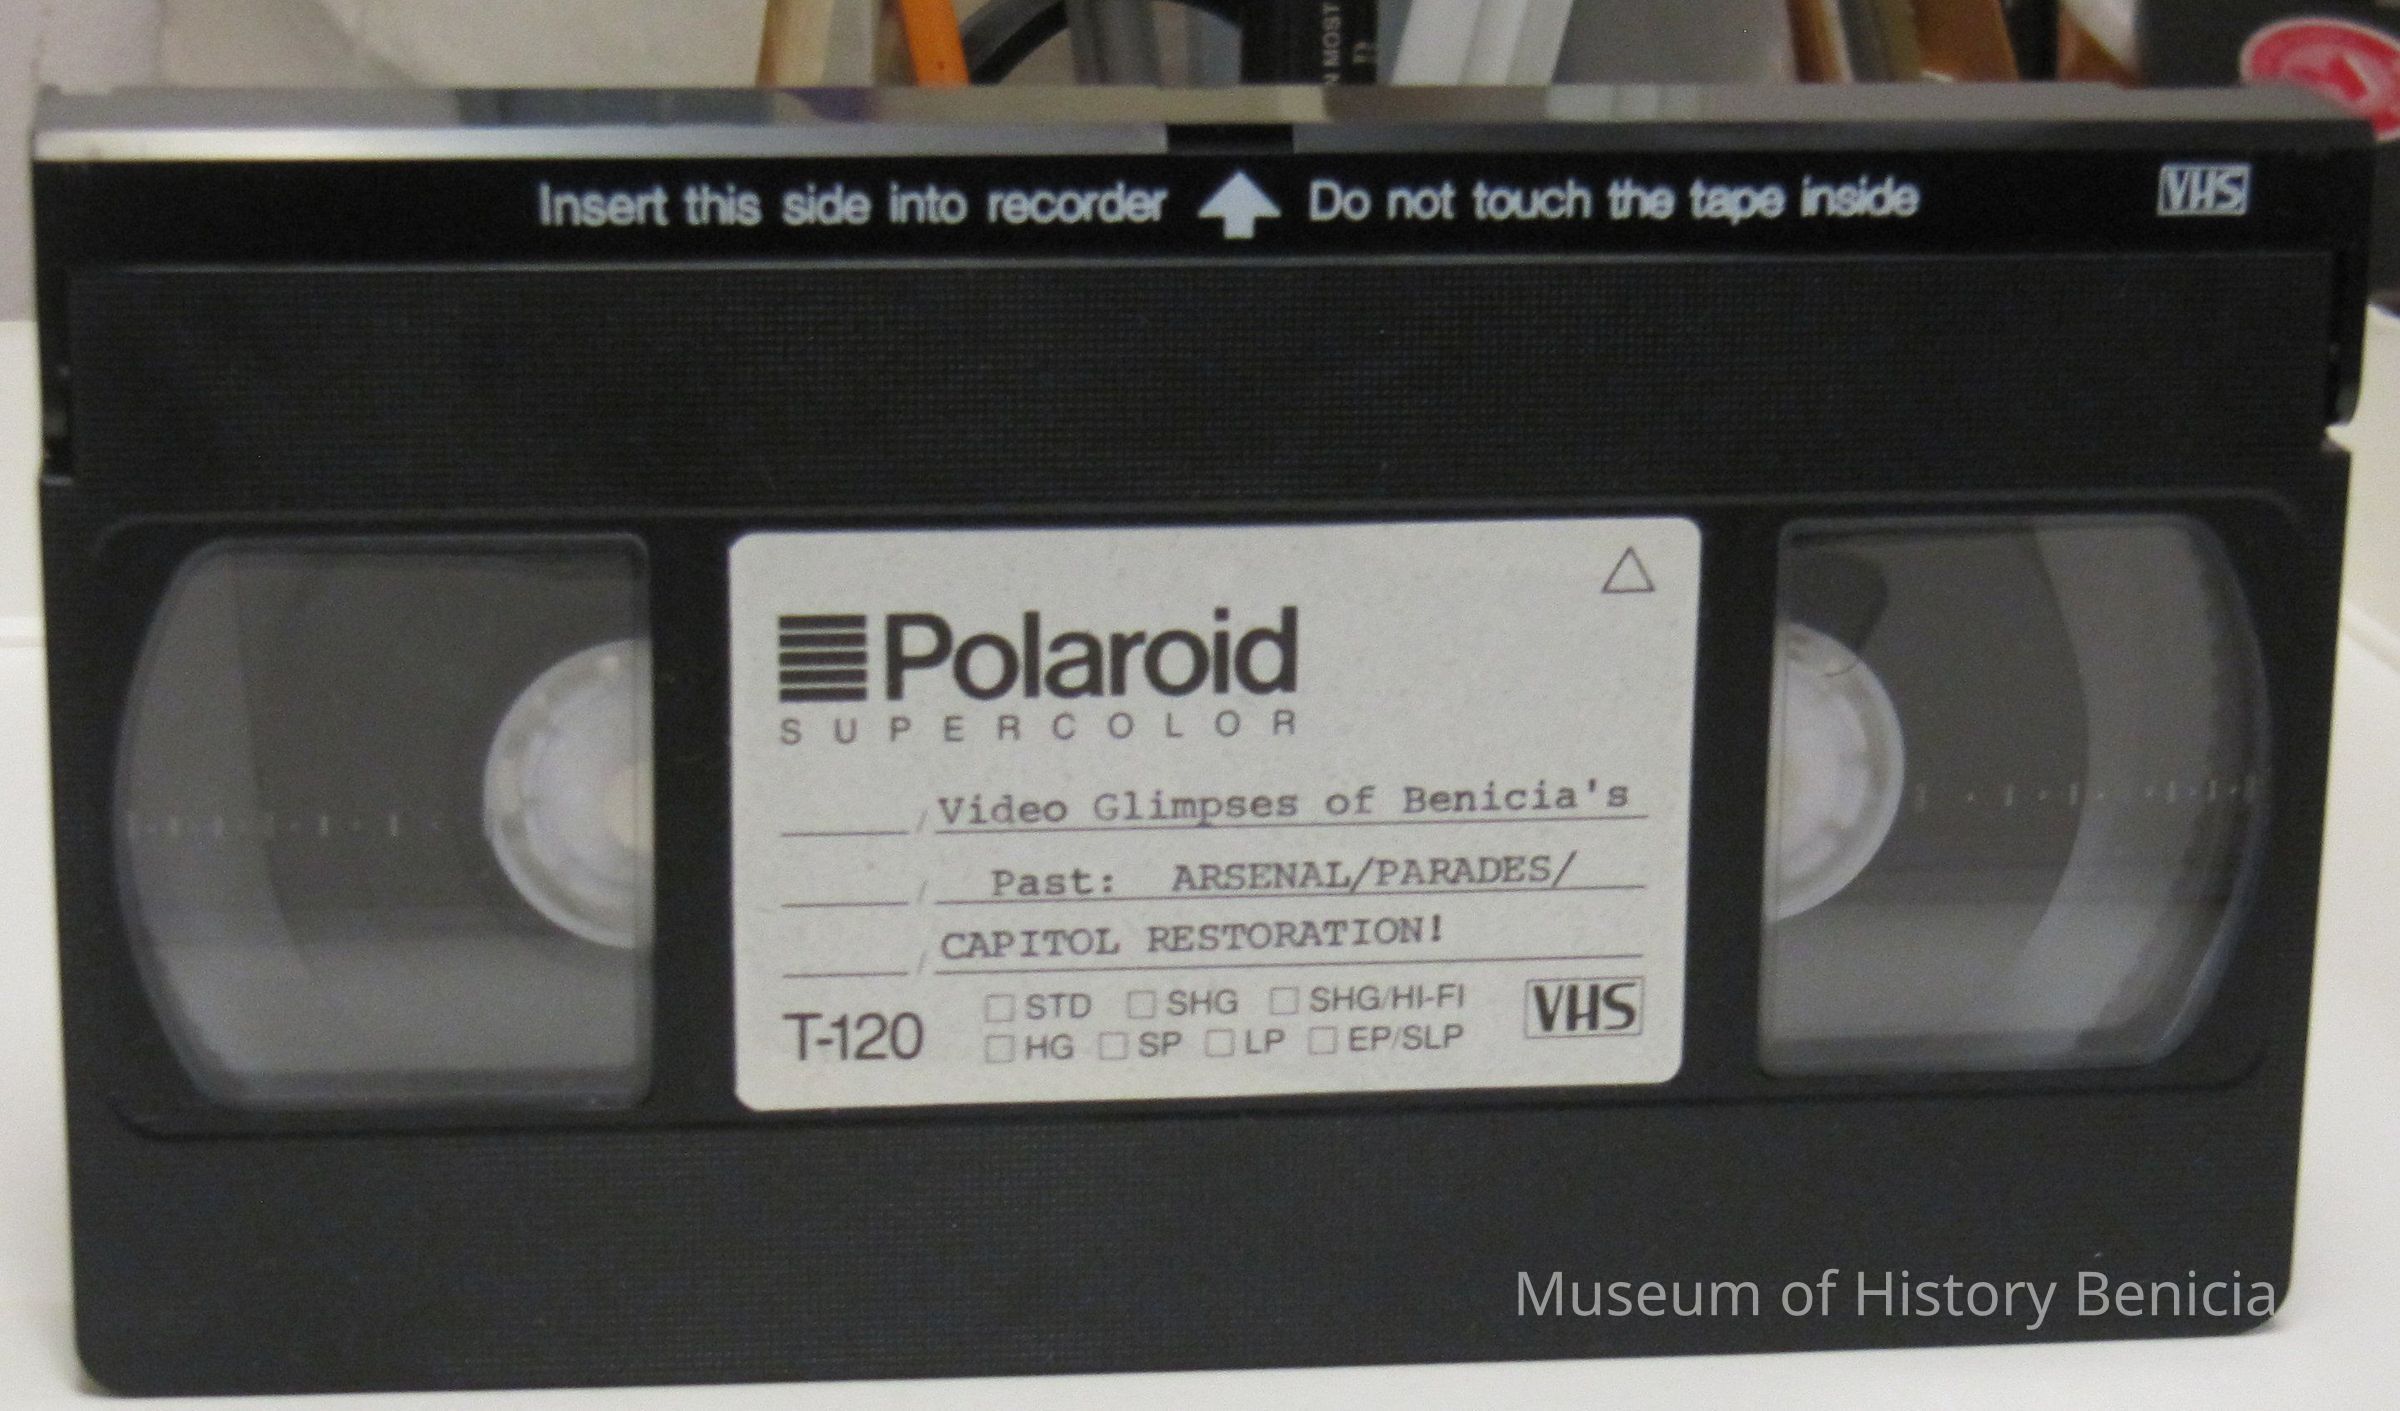 N MOST
Insert this side into recorder Do not touch the tape inside VHS
Polaroid
SUPERCOLOR
Video Glimpses of Benicia's
Past: ARSENAL/PARADES/
CAPITOL RESTORATION!
T-120
STD SHG SHG/HI-FI
HG SP LP EP/SLP
VHS
Museum of History Benicia